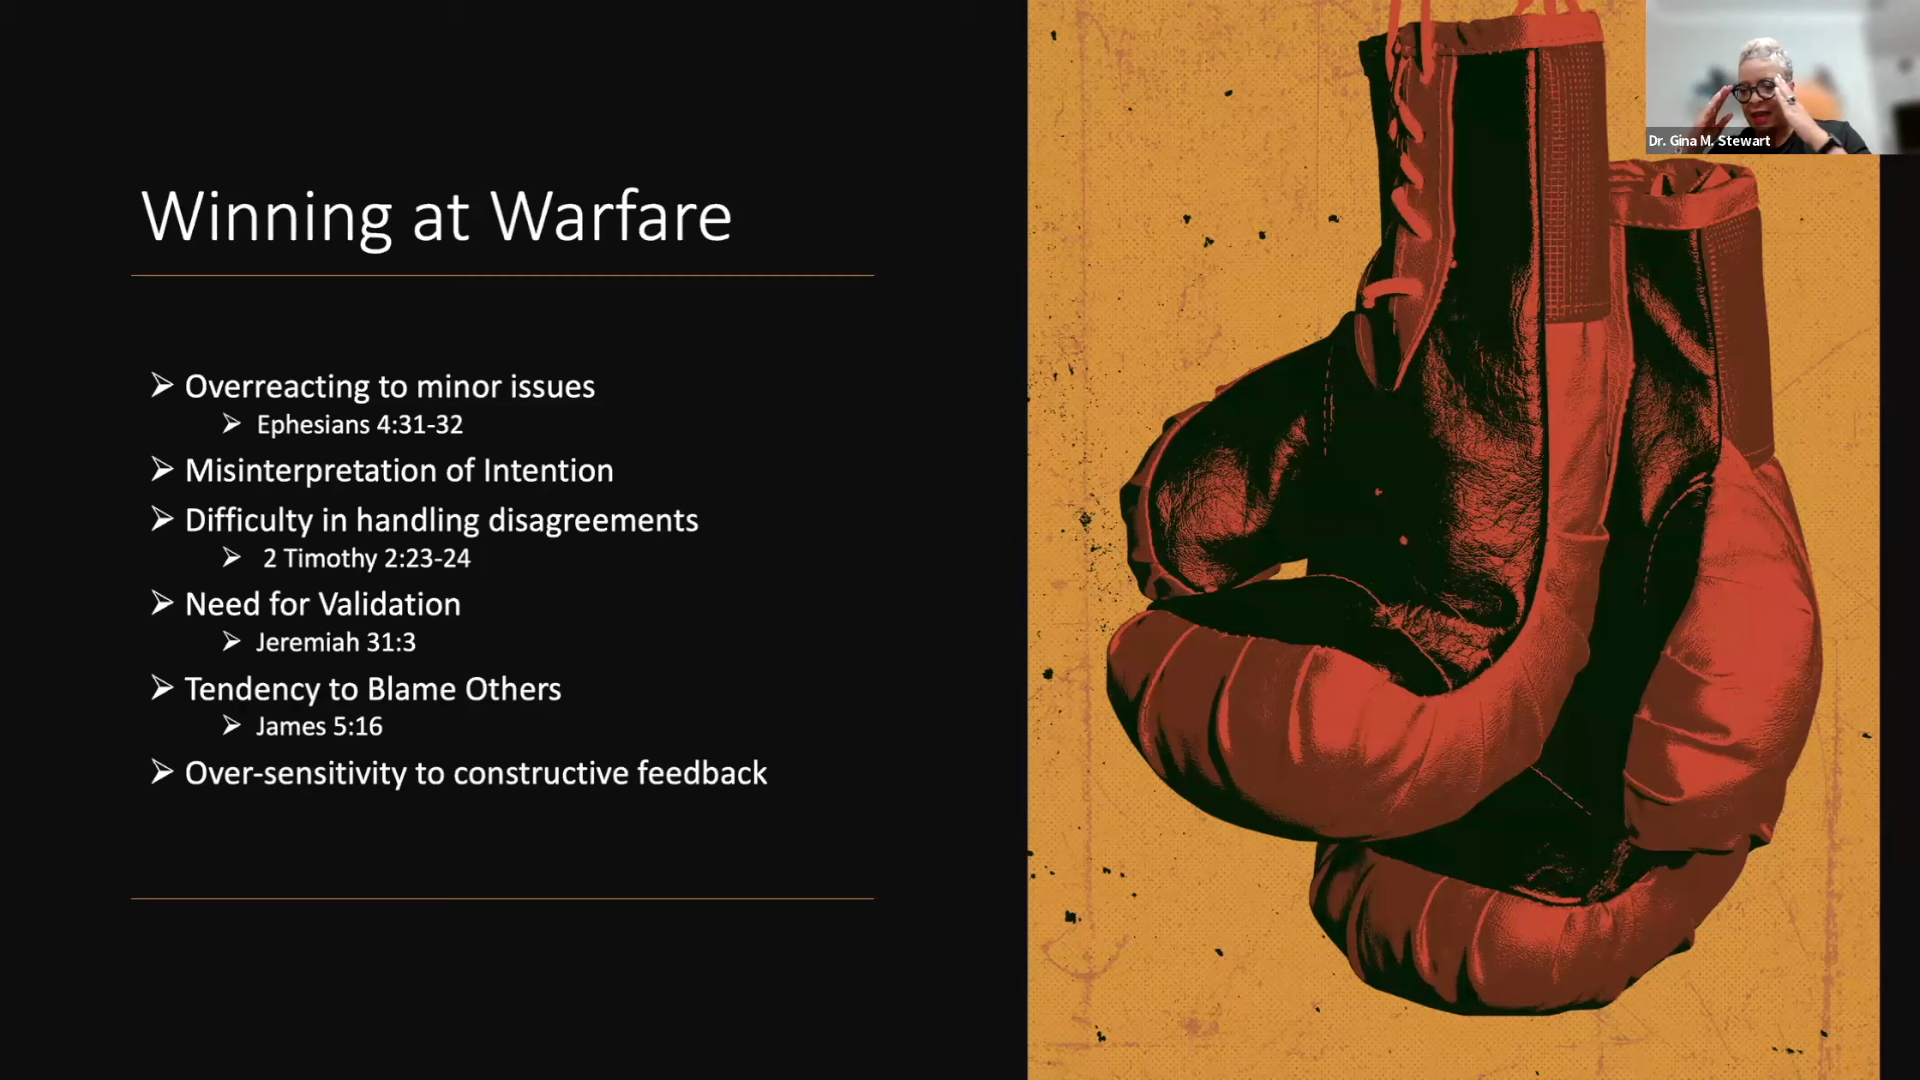 Winning at Warfare
➢ Overreacting to minor issues
➢ Ephesians 4:31-32
➢ Misinterpretation of Intention
➢ Difficulty in handling disagreements
➢ 2 Timothy 2:23-24
➢ Need for Validation
➢ Jeremiah 31:3
➢ Tendency to Blame Others
➢ James 5:16
➢ Over-sensitivity to constructive feedback
Dr. Gina M. Stewart